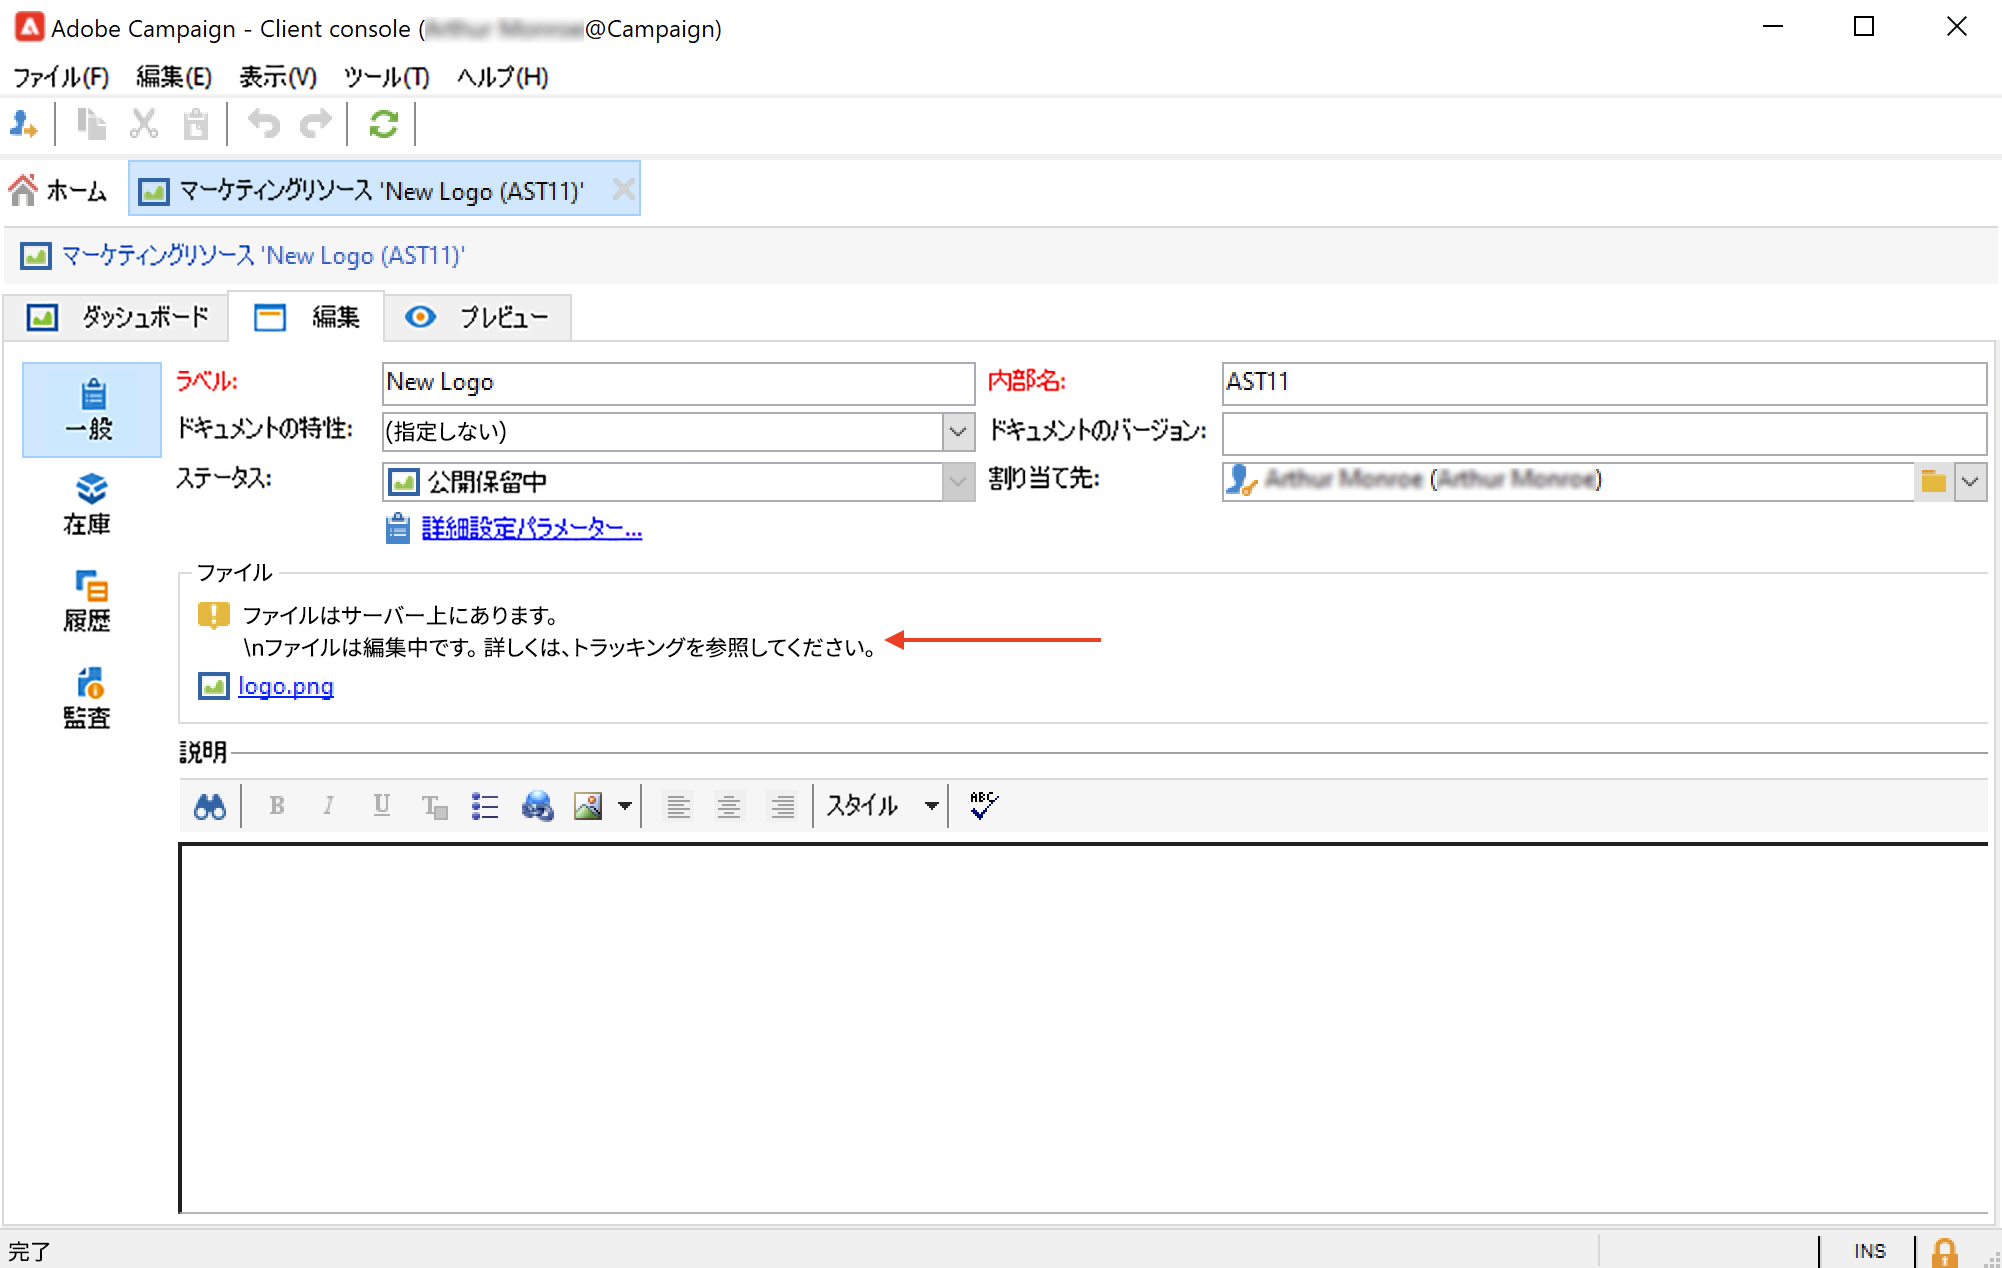 Adobe Campaign - Client console (@Campaign)
ファイル(F) 編集(E) 表示(V) ツール(T) ヘルプ(H)
ホーム マーケティングリソース 'New Logo (AST11)'
マーケティングリソース 'New Logo (AST11)'
ダッシュボード 編集 プレビュー
一般
在庫
履歴
監査
ラベル: New Logo 内部名: AST11
ドキュメントの特性: (指定しない) ドキュメントのバージョン:
ステータス: 公開保留中 割り当て先: Arthur Monroe (Arthur Monroe)
詳細設定パラメーター...
ファイル
ファイルはサーバー上にあります。
\nファイルは編集中です。詳しくは、トラッキングを参照してください。
logo.png
説明
B I U T スタイル ABC
完了 INS